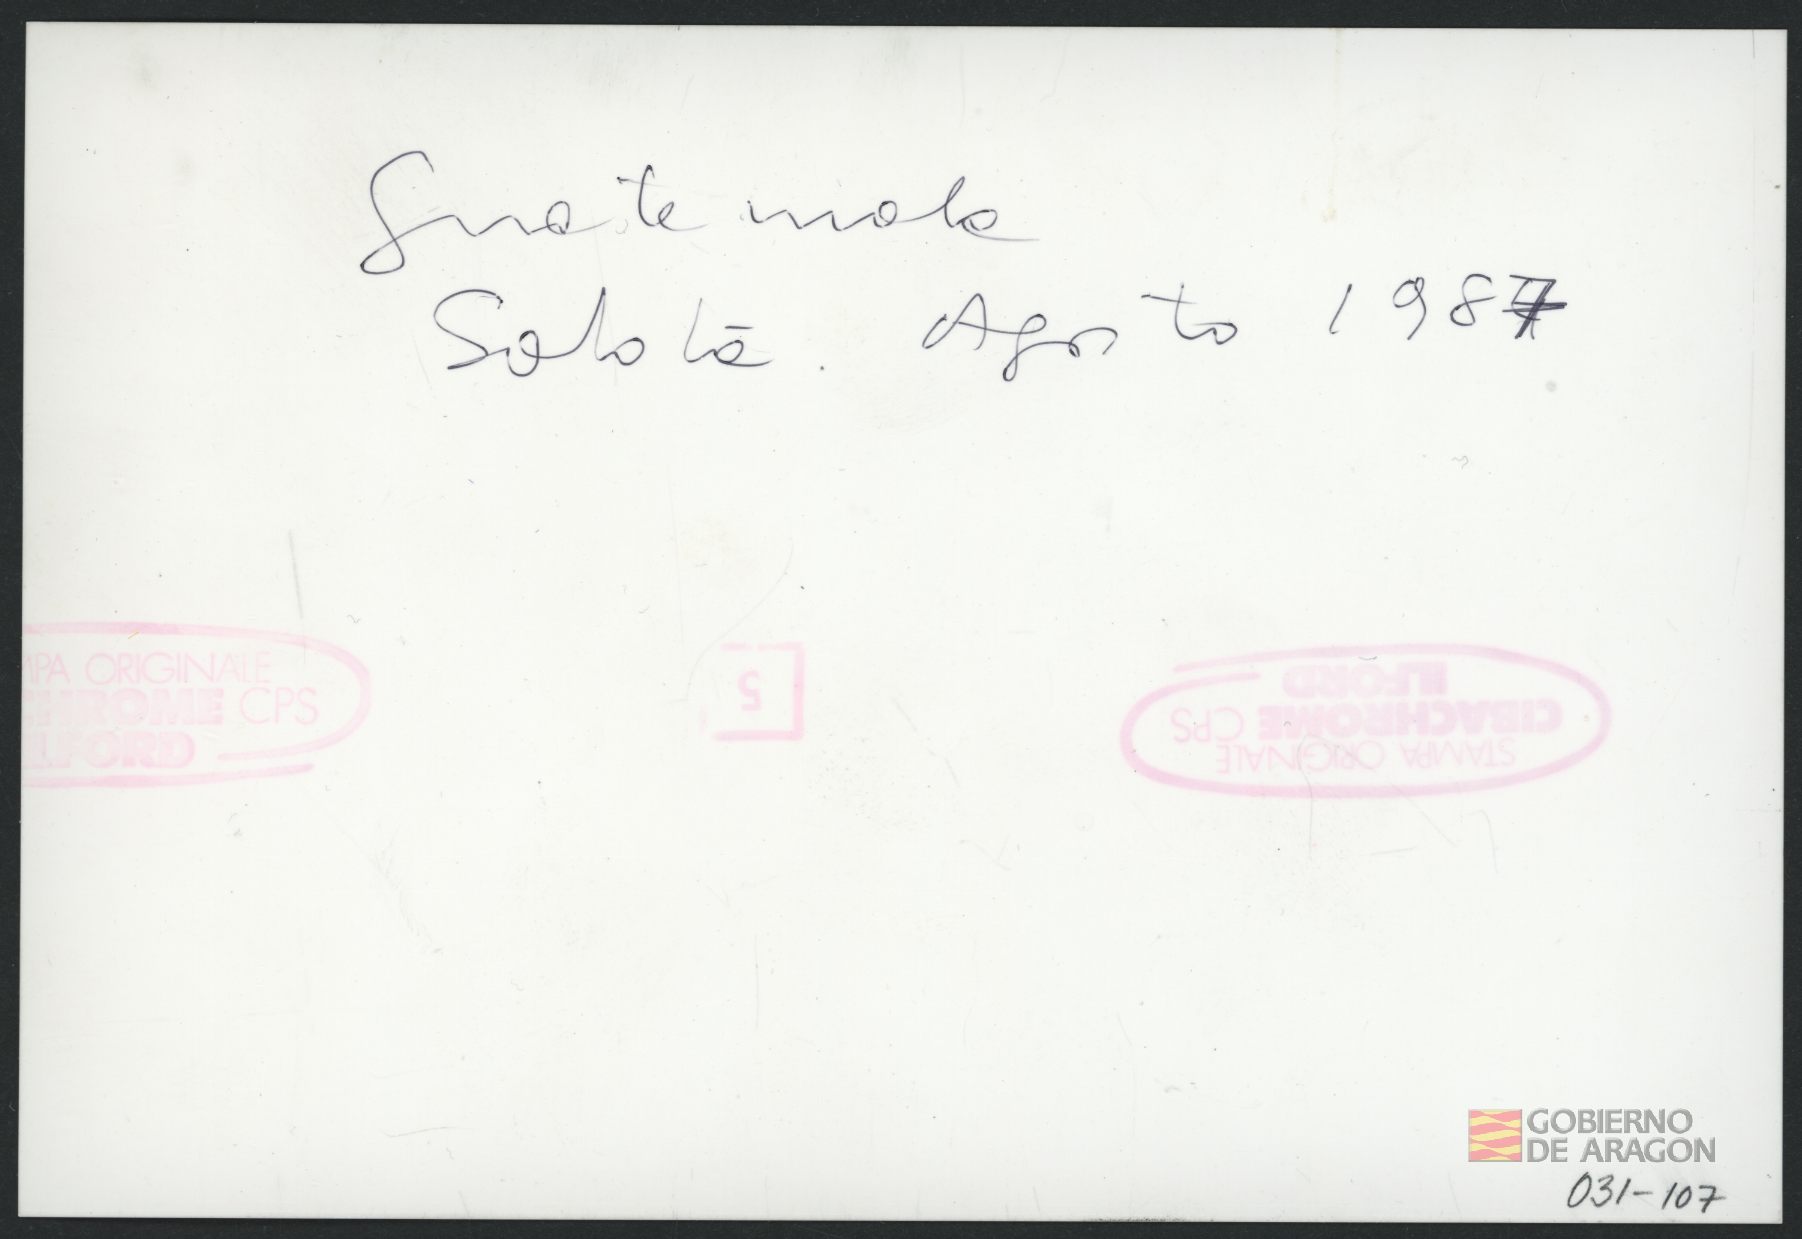 Guatemala
Sololá. Agosto 1987
MPA ORIGINALE
CHROME CPS
ILFORD
5
STAMPA ORIGINALE
CIBACHROME CPS
ILFORD
GOBIERNO
DE ARAGON
031-107